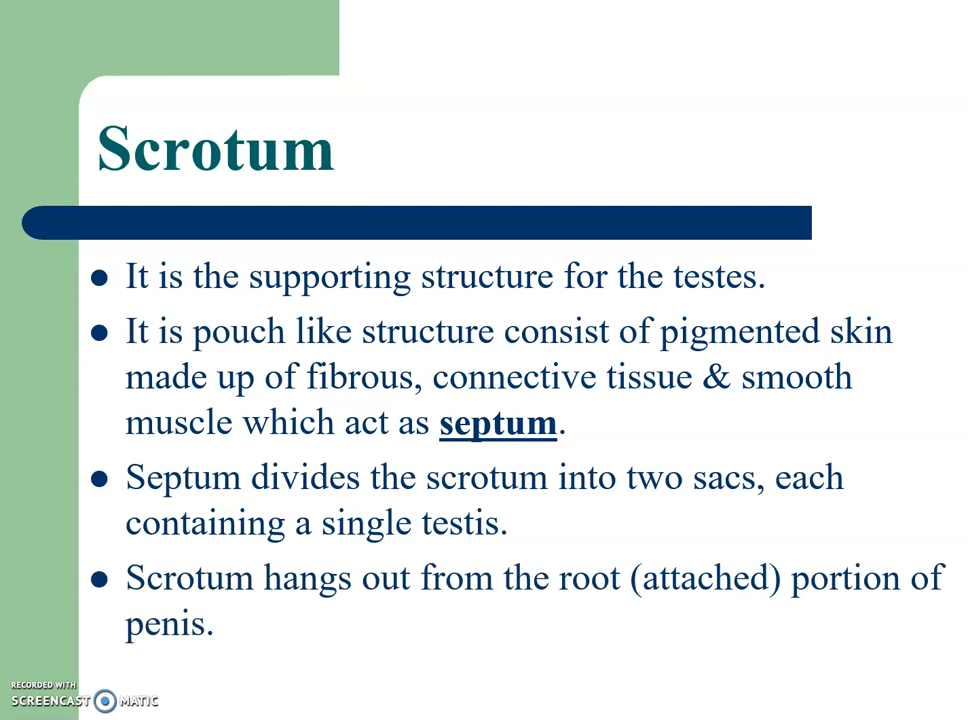 Scrotum
It is the supporting structure for the testes.
It is pouch like structure consist of pigmented skin
made up of fibrous, connective tissue & smooth
muscle which act as septum.
Septum divides the scrotum into two sacs, each
containing a single testis.
Scrotum hangs out from the root (attached) portion of
penis.
RECORDED WITH
SCREENCAST MATIC